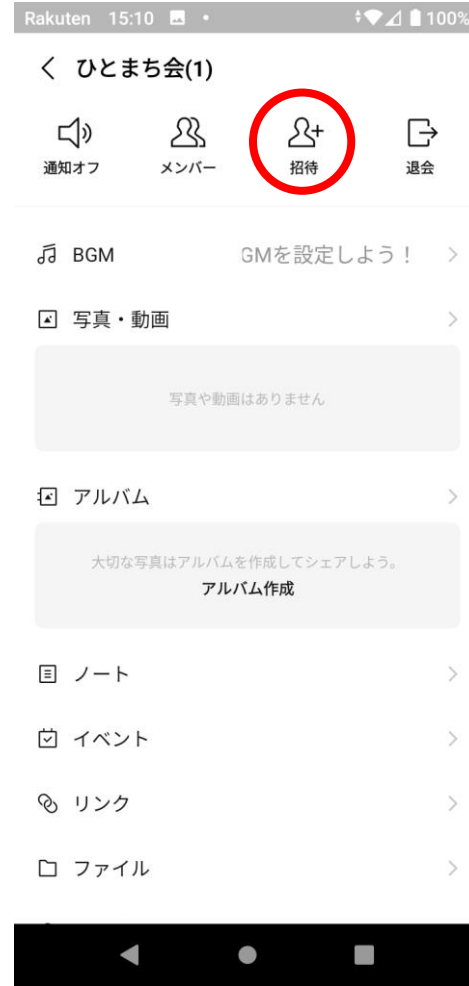 Rakuten 15:10 100%
ひとまち会(1)
通知オフ メンバー 招待 退会
BGM GMを設定しよう！
写真・動画
写真や動画はありません
アルバム
大切な写真はアルバムを作成してシェアしよう。
アルバム作成
ノート
イベント
リンク
ファイル